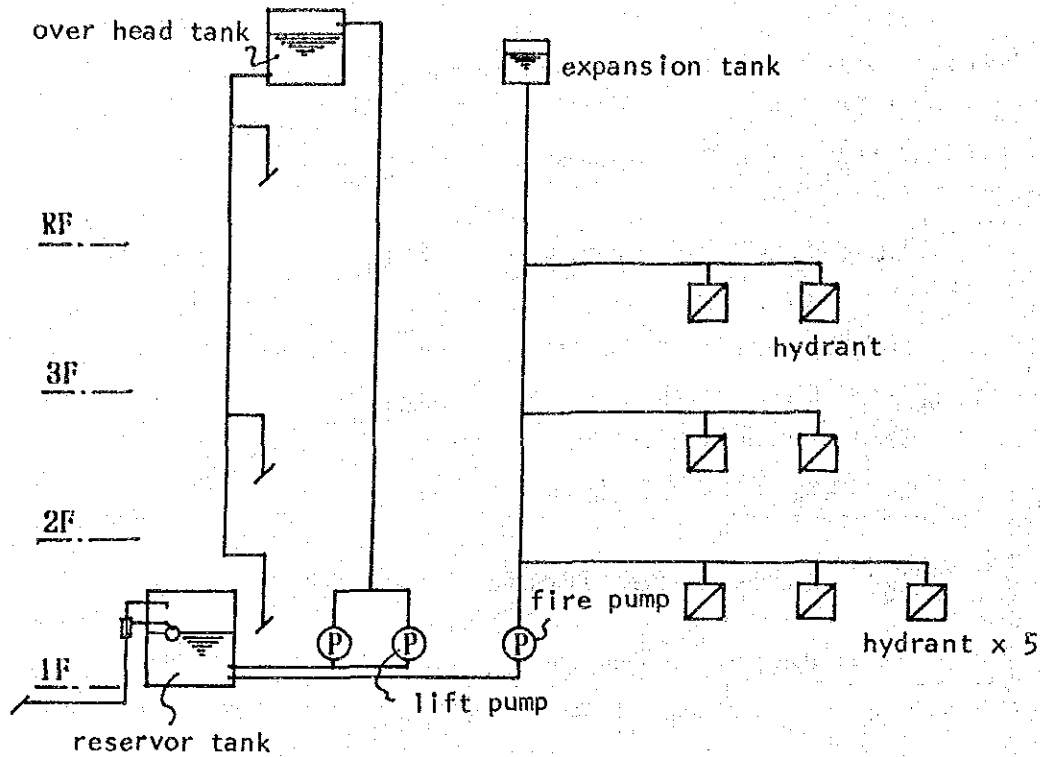 over head tank
expansion tank
RF
hydrant
3F
2F
fire pump
P
P
P
hydrant x 5
1F
lift pump
reservor tank